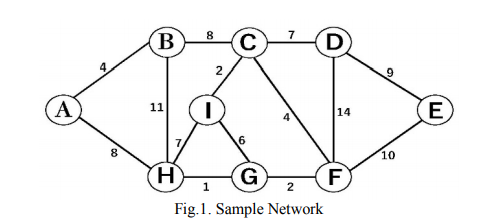 B 8 C 7 D
4 2 9
A 11 I 4 14 E
8 7 6 10
H 1 G 2 F
Fig.1. Sample Network